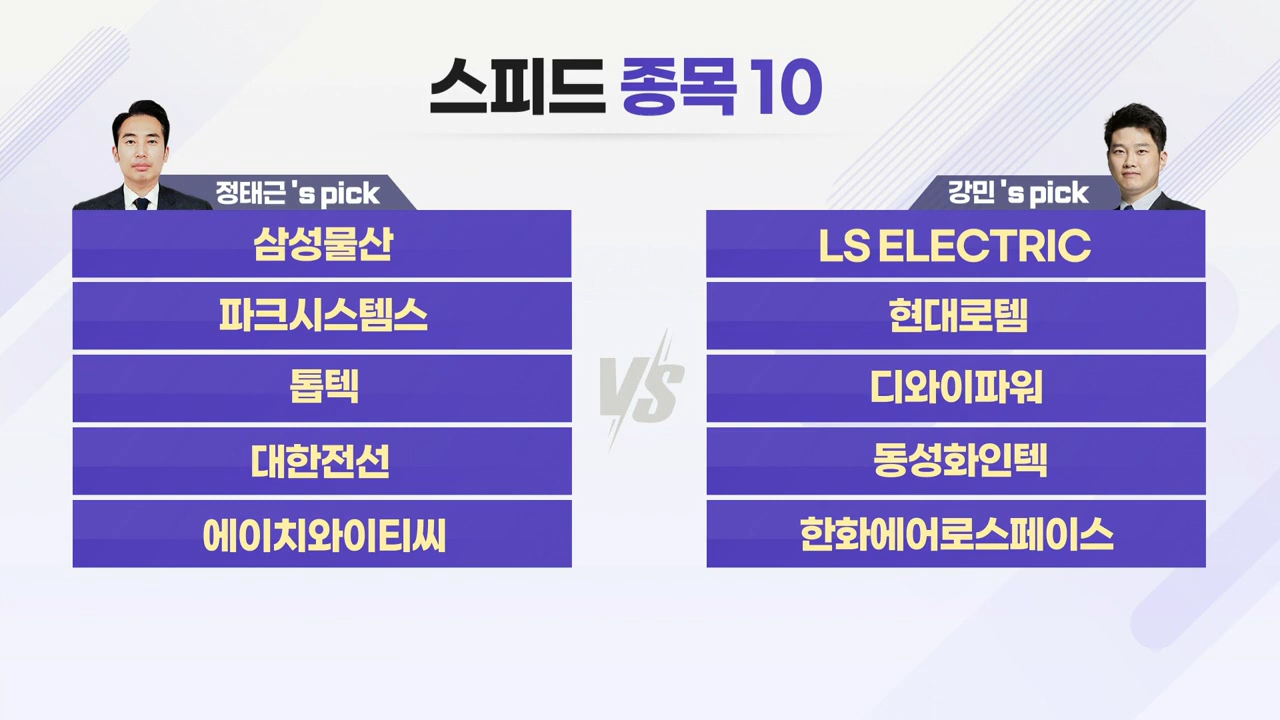 스피드 종목 10
정태근 's pick
삼성물산
파크시스템스
톱텍
대한전선
에이치와이티씨
VS
강민 's pick
LS ELECTRIC
현대로템
디와이파워
동성화인텍
한화에어로스페이스